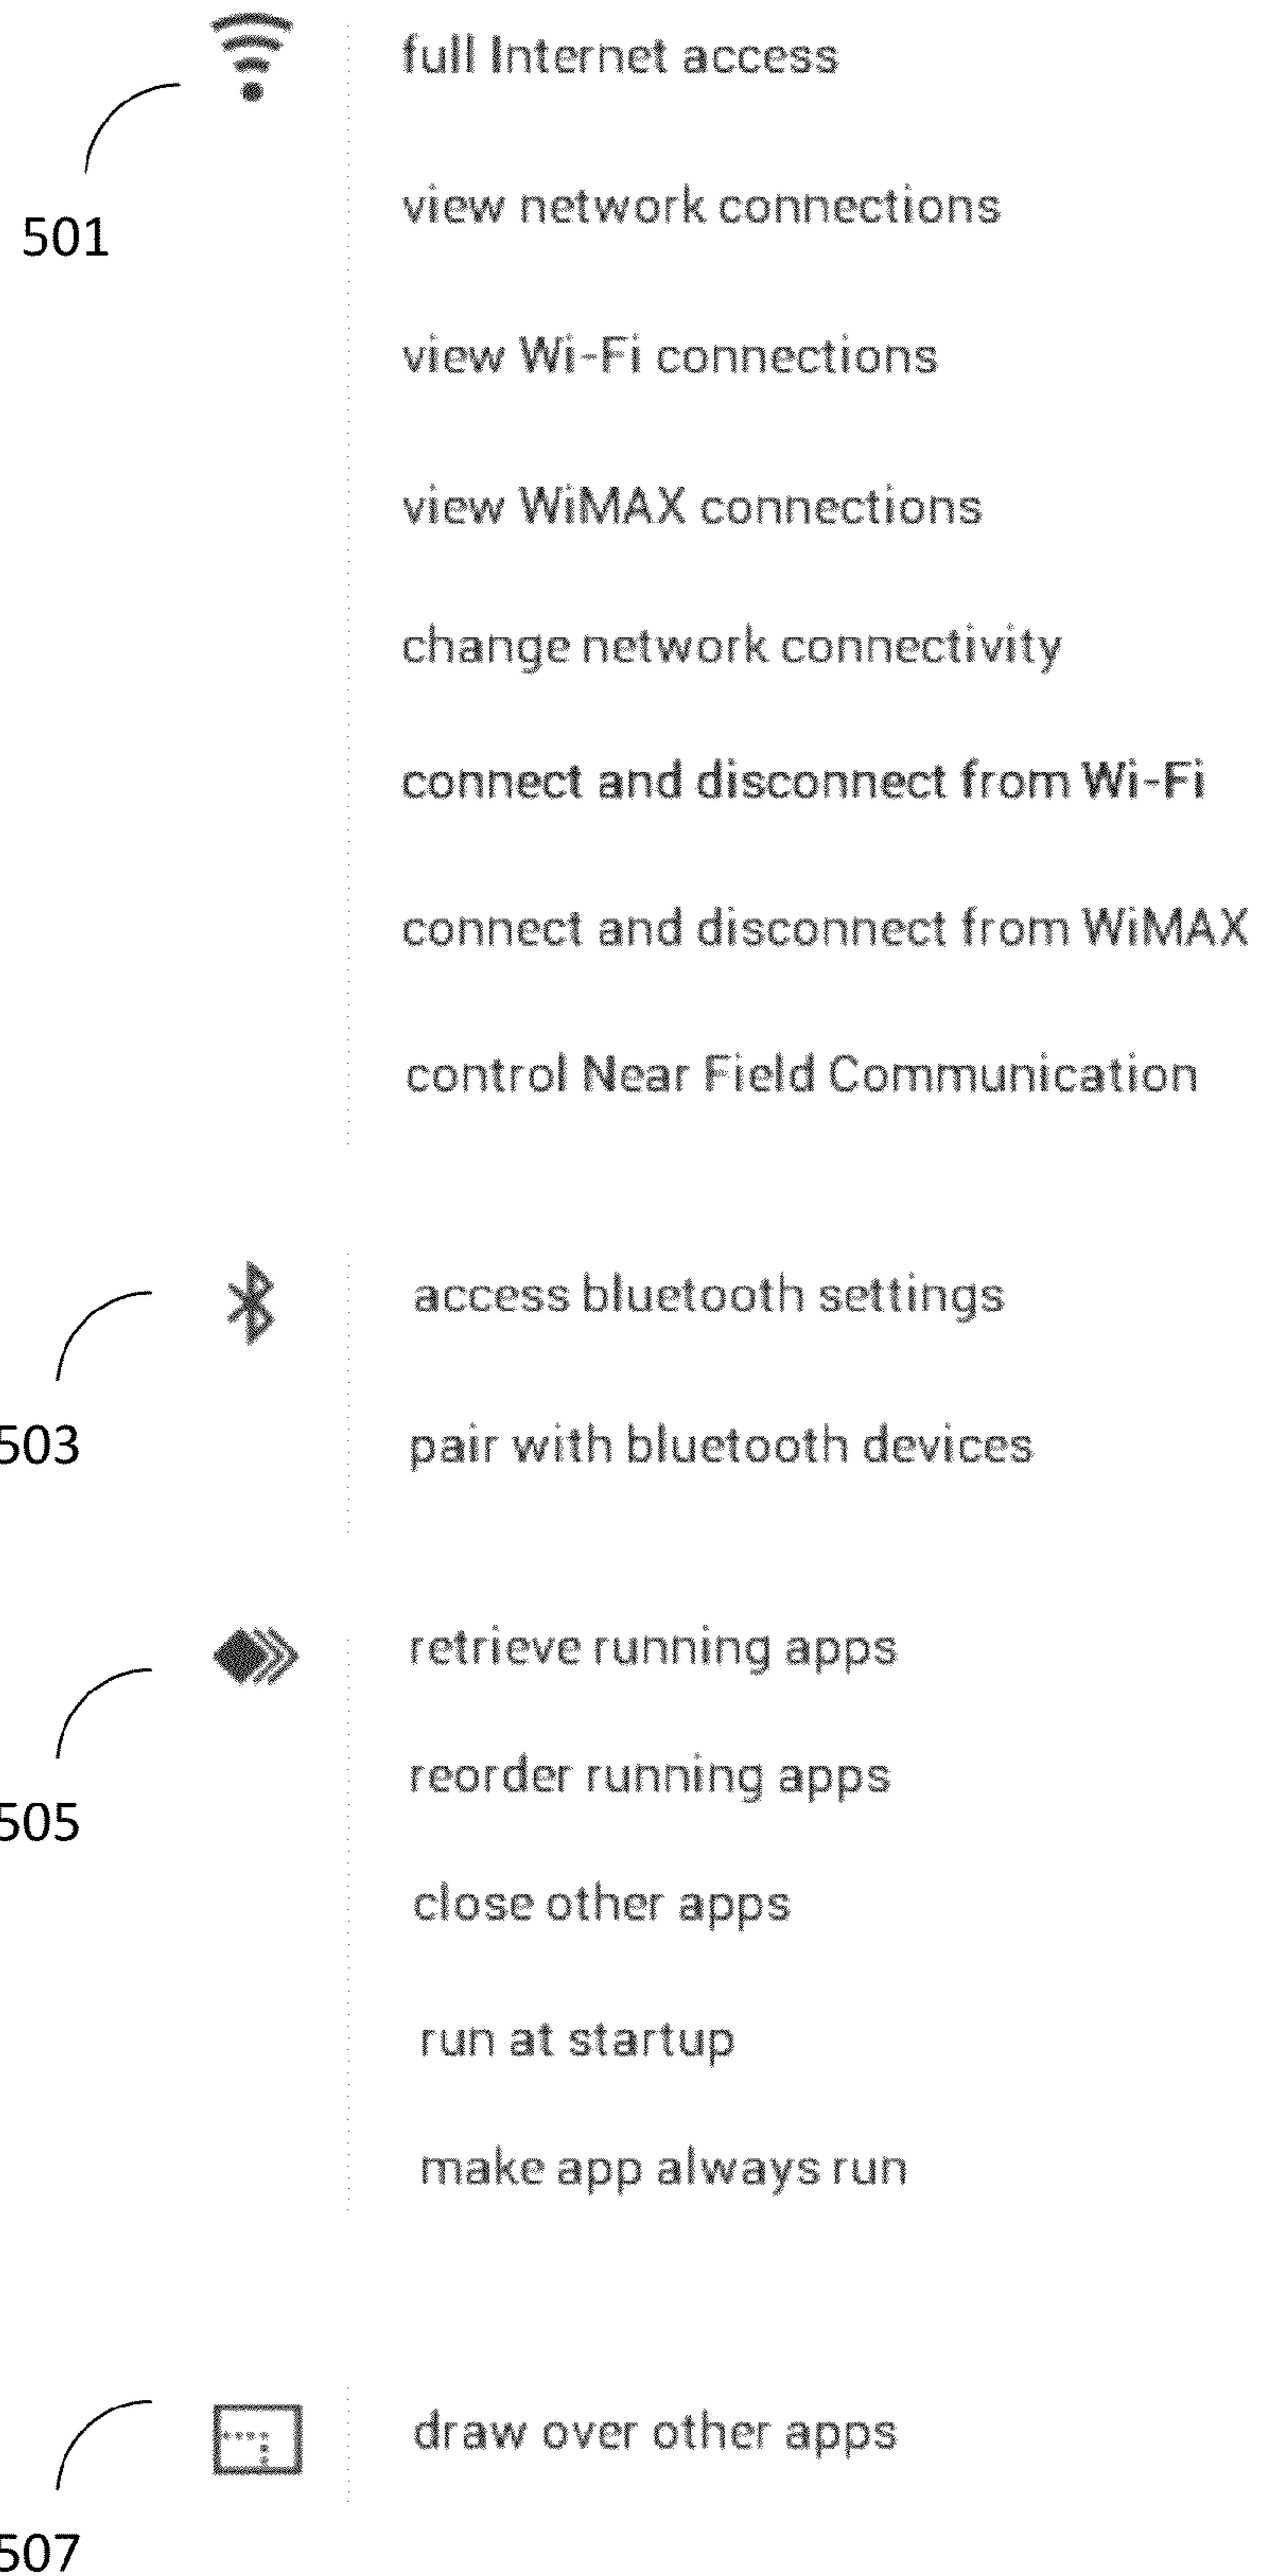 full Internet access
501
view network connections
view Wi-Fi connections
view WiMAX connections
change network connectivity
connect and disconnect from Wi-Fi
connect and disconnect from WiMAX
control Near Field Communication
access bluetooth settings
503
pair with bluetooth devices
retrieve running apps
505
reorder running apps
close other apps
run at startup
make app always run
draw over other apps
507